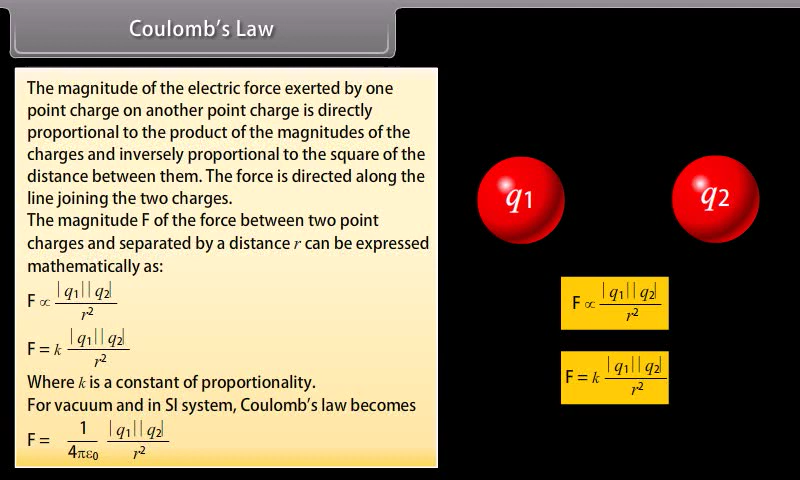 Coulomb's Law
The magnitude of the electric force exerted by one
point charge on another point charge is directly
proportional to the product of the magnitudes of the
charges and inversely proportional to the square of the
distance between them. The force is directed along the
line joining the two charges.
The magnitude F of the force between two point
charges and separated by a distance r can be expressed
mathematically as:
F ∝ |q₁||q₂| / r²
F = k |q₁||q₂| / r²
Where k is a constant of proportionality.
For vacuum and in SI system, Coulomb's law becomes
F = 1 / 4πε₀ |q₁||q₂| / r²
q1
q2
F ∝ |q₁||q₂| / r²
F = k |q₁||q₂| / r²